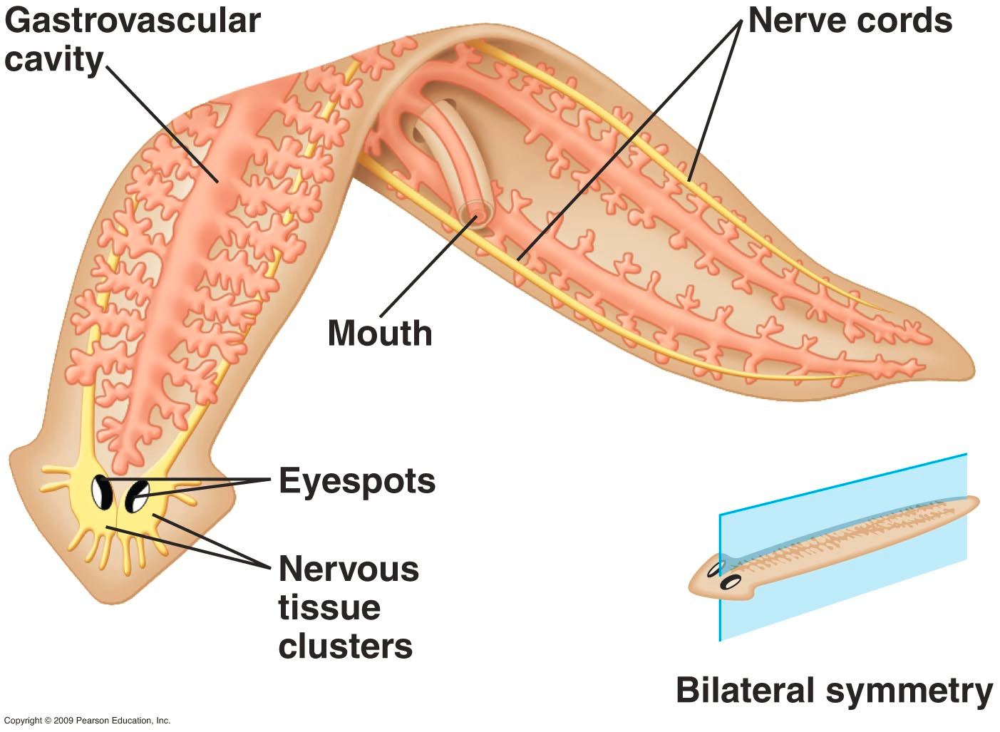 Gastrovascular
cavity
Nerve cords
Mouth
Eyespots
Nervous
tissue
clusters
Bilateral symmetry
Copyright © 2009 Pearson Education, Inc.